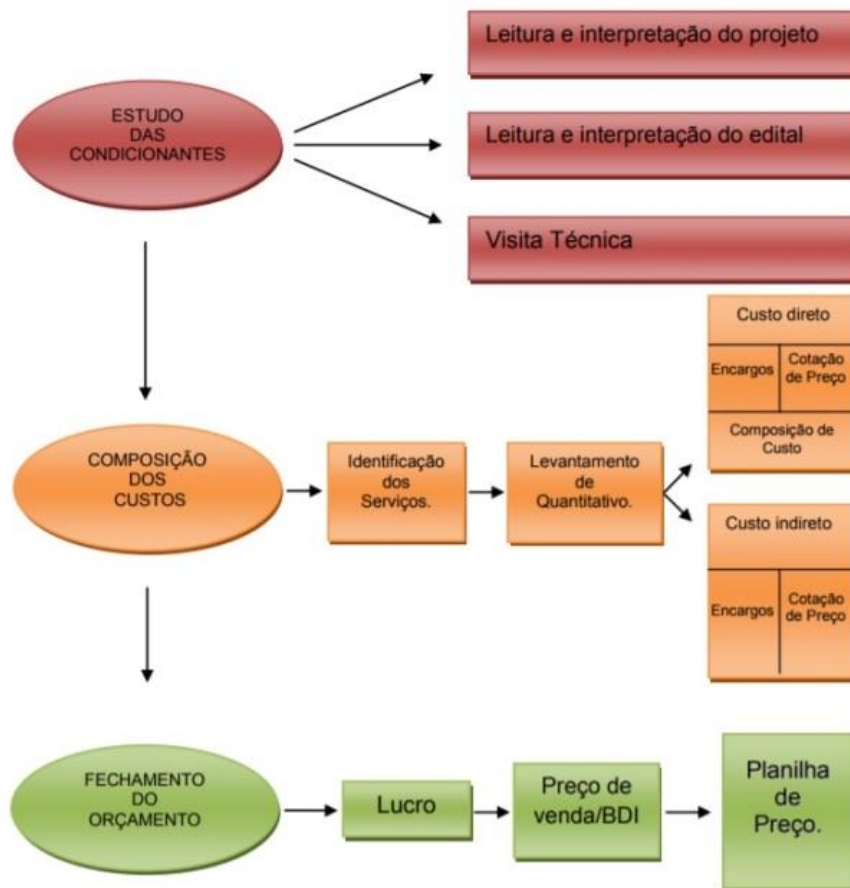 Leitura e interpretação do projeto
ESTUDO
DAS
CONDICIONANTES
Leitura e interpretação do edital
Visita Técnica
COMPOSIÇÃO
DOS
CUSTOS
Identificação
dos
Serviços.
Levantamento
de
Quantitativo.
Custo direto
Encargos
Cotação
de Preço
Composição de
Custo
Custo indireto
Encargos
Cotação
de Preço
FECHAMENTO
DO
ORÇAMENTO
Lucro
Preço de
venda/BDI
Planilha
de
Preço.